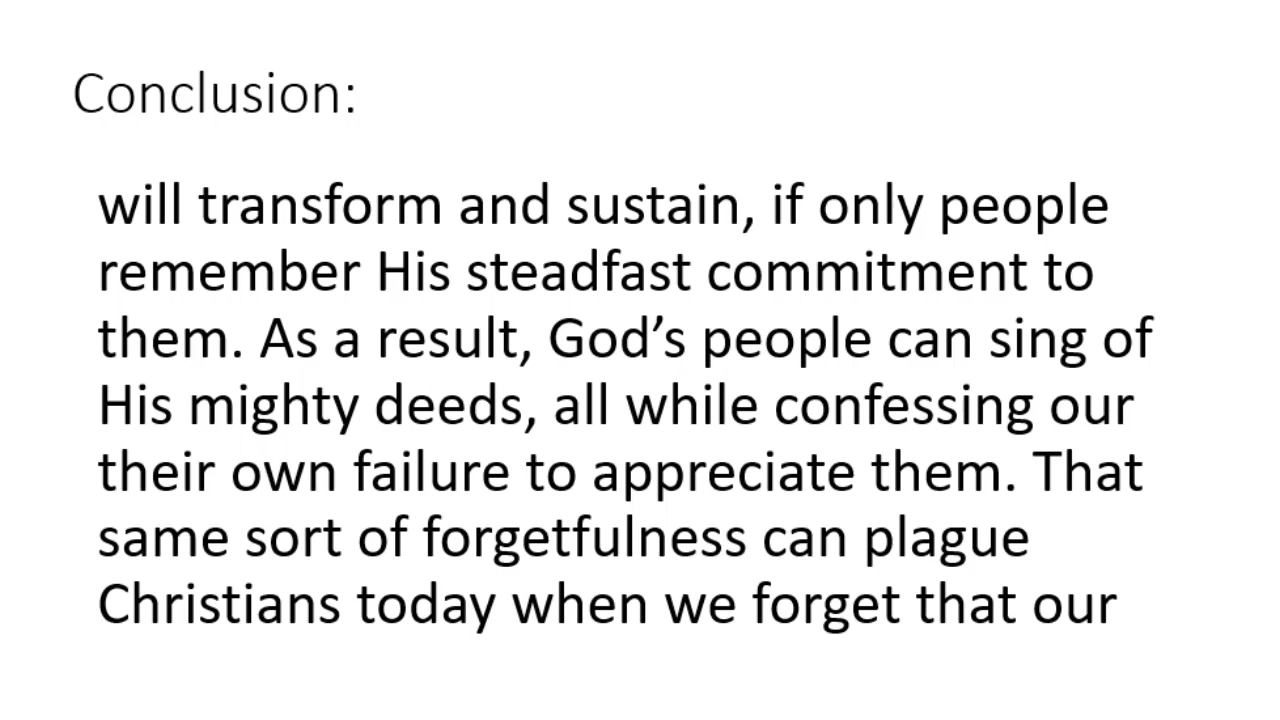 Conclusion:
will transform and sustain, if only people
remember His steadfast commitment to
them. As a result, God’s people can sing of
His mighty deeds, all while confessing our
their own failure to appreciate them. That
same sort of forgetfulness can plague
Christians today when we forget that our